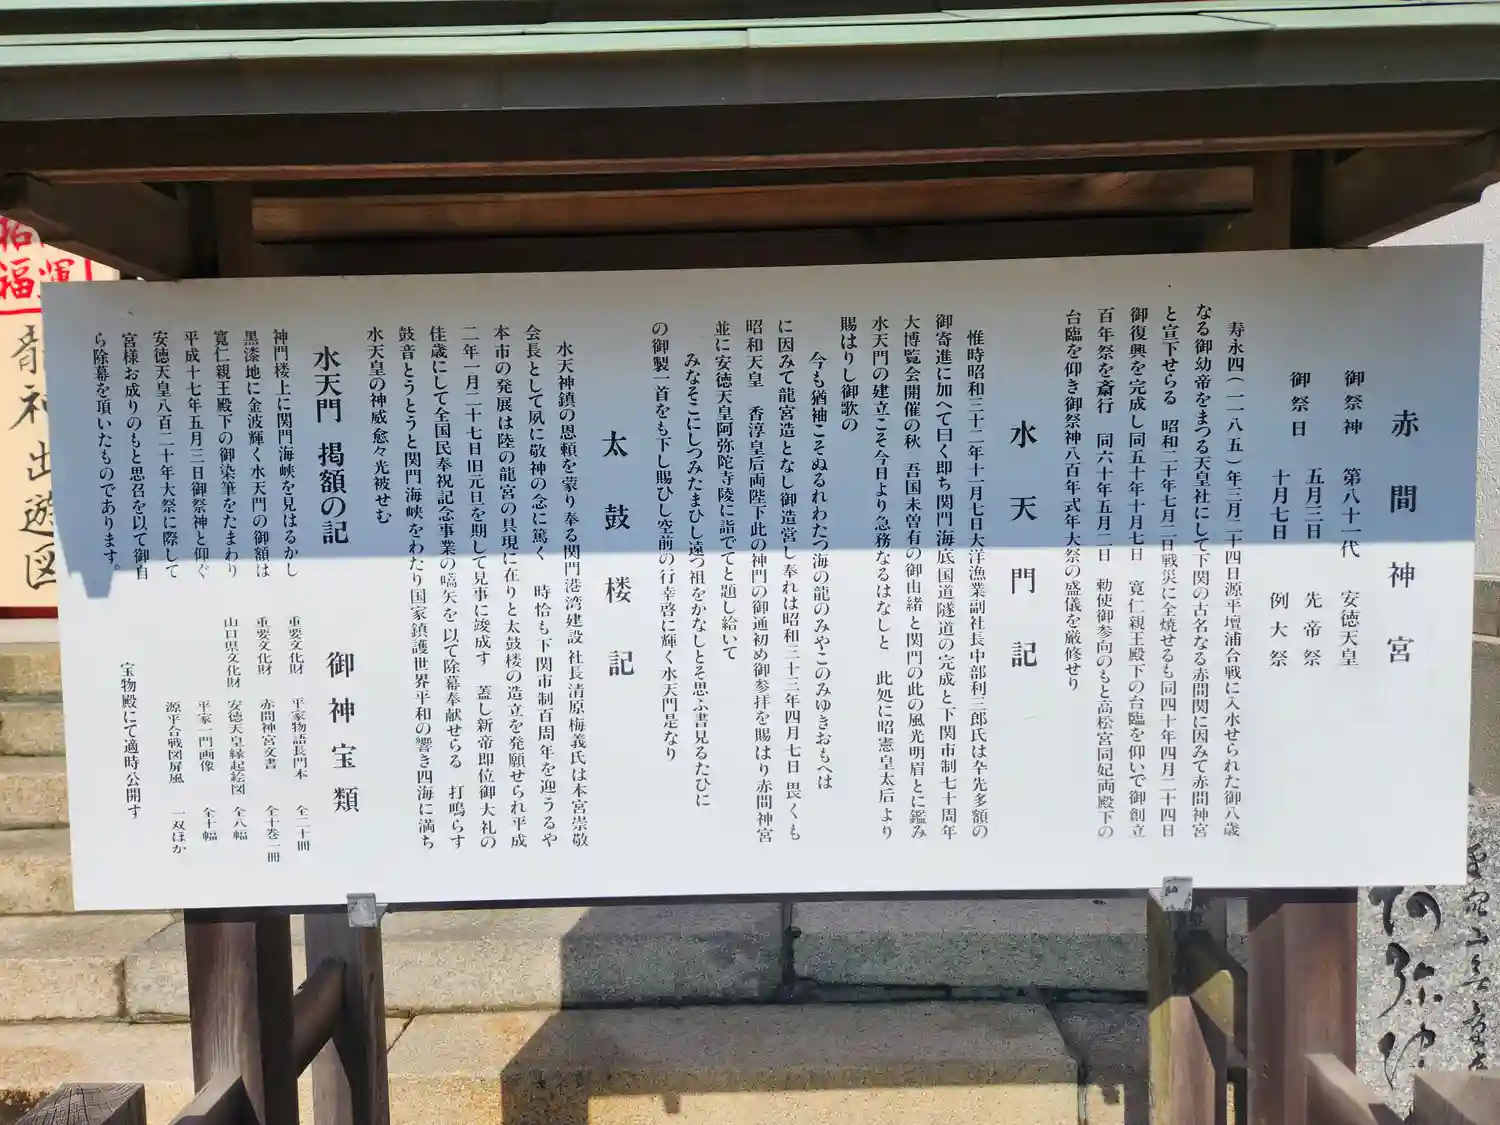 赤間神宮
御祭神 第八十一代 安徳天皇
御祭日 五月三日 先帝祭
十月七日 例大祭
寿永四(一一八五)年三月二十四日源平壇浦合戦に入水せられた御八歳
なる御幼帝をまつる天皇社にして下関の古名なる赤間関に因みて赤間神宮
と宣下せらる 昭和二十年七月二日戦災に全焼せるも同四十年四月二十四日
御復興を完成し同五十年十月七日 寛仁親王殿下の台臨を仰いで御創立
百年祭を斎行 同六十年五月二日 勅使御参向のもと高松宮同妃両殿下の
台臨を仰き御祭神八百年式年大祭の盛儀を厳修せり
水天門記
惟時昭和三十二年十一月七日大洋漁業副社長中部利三郎氏は夲先多額の
御寄進に加へて曰く即ち関門海底国道隧道の完成と下関市制七十周年
大博覧会開催の秋 吾国未曽有の御由緒と関門の此の風光明眉とに鑑み
水天門の建立こそ今日より急務なるはなしと 此処に昭憲皇太后より
賜はりし御歌の
今も猶袖こそぬるれわたつ海の龍のみやこのみゆきおもへは
に因みて龍宮造となし御造営し奉れは昭和三十三年四月七日 畏くも
昭和天皇 香淳皇后両陛下此の神門の御通初め御参拝を賜はり赤間神宮
並に安徳天皇阿弥陀寺陵に詣でてと題し給いて
みなそこにしつみたまひし遠つ祖をかなしとそ思ふ書見るたひに
の御製一首をも下し賜ひし空前の行幸啓に輝く水天門是なり
太鼓楼記
水天神鎮の恩頼を蒙り奉る関門港湾建設社長清原梅義氏は本宮崇敬
会長として夙に敬神の念に篤く 時恰も下関市制百周年を迎うるや
本市の発展は陸の龍宮の具現に在りと太鼓楼の造立を発願せられ平成
二年一月二十七日旧元旦を期して見事に竣成す 蓋し新帝即位御大礼の
佳歳にして全国民奉祝記念事業の嚆矢を以て除幕奉献せらる 打鳴らす
鼓音とうとうと関門海峡をわたり国家鎮護世界平和の響き四海に満ち
水天皇の神威愈々光被せむ
水天門 掲額の記
神門楼上に関門海峡を見はるかし
黒漆地に金波輝く水天門の御額は
寛仁親王殿下の御染筆をたまわり
平成十七年五月三日御祭神と仰ぐ
安徳天皇八百二十年大祭に際して
宮様お成りのもと思召を以て御自
ら除幕を頂いたものであります。
御神宝類
重要文化財 平家物語長門本 全二十冊
重要文化財 赤間神宮文書 全十巻一冊
山口県文化財 安徳天皇縁起絵図 全八幅
平家一門画像 全十幅
源平合戦図屏風 一双ほか
宝物殿にて適時公開す
招福
龍神出遊図
阿弥陀